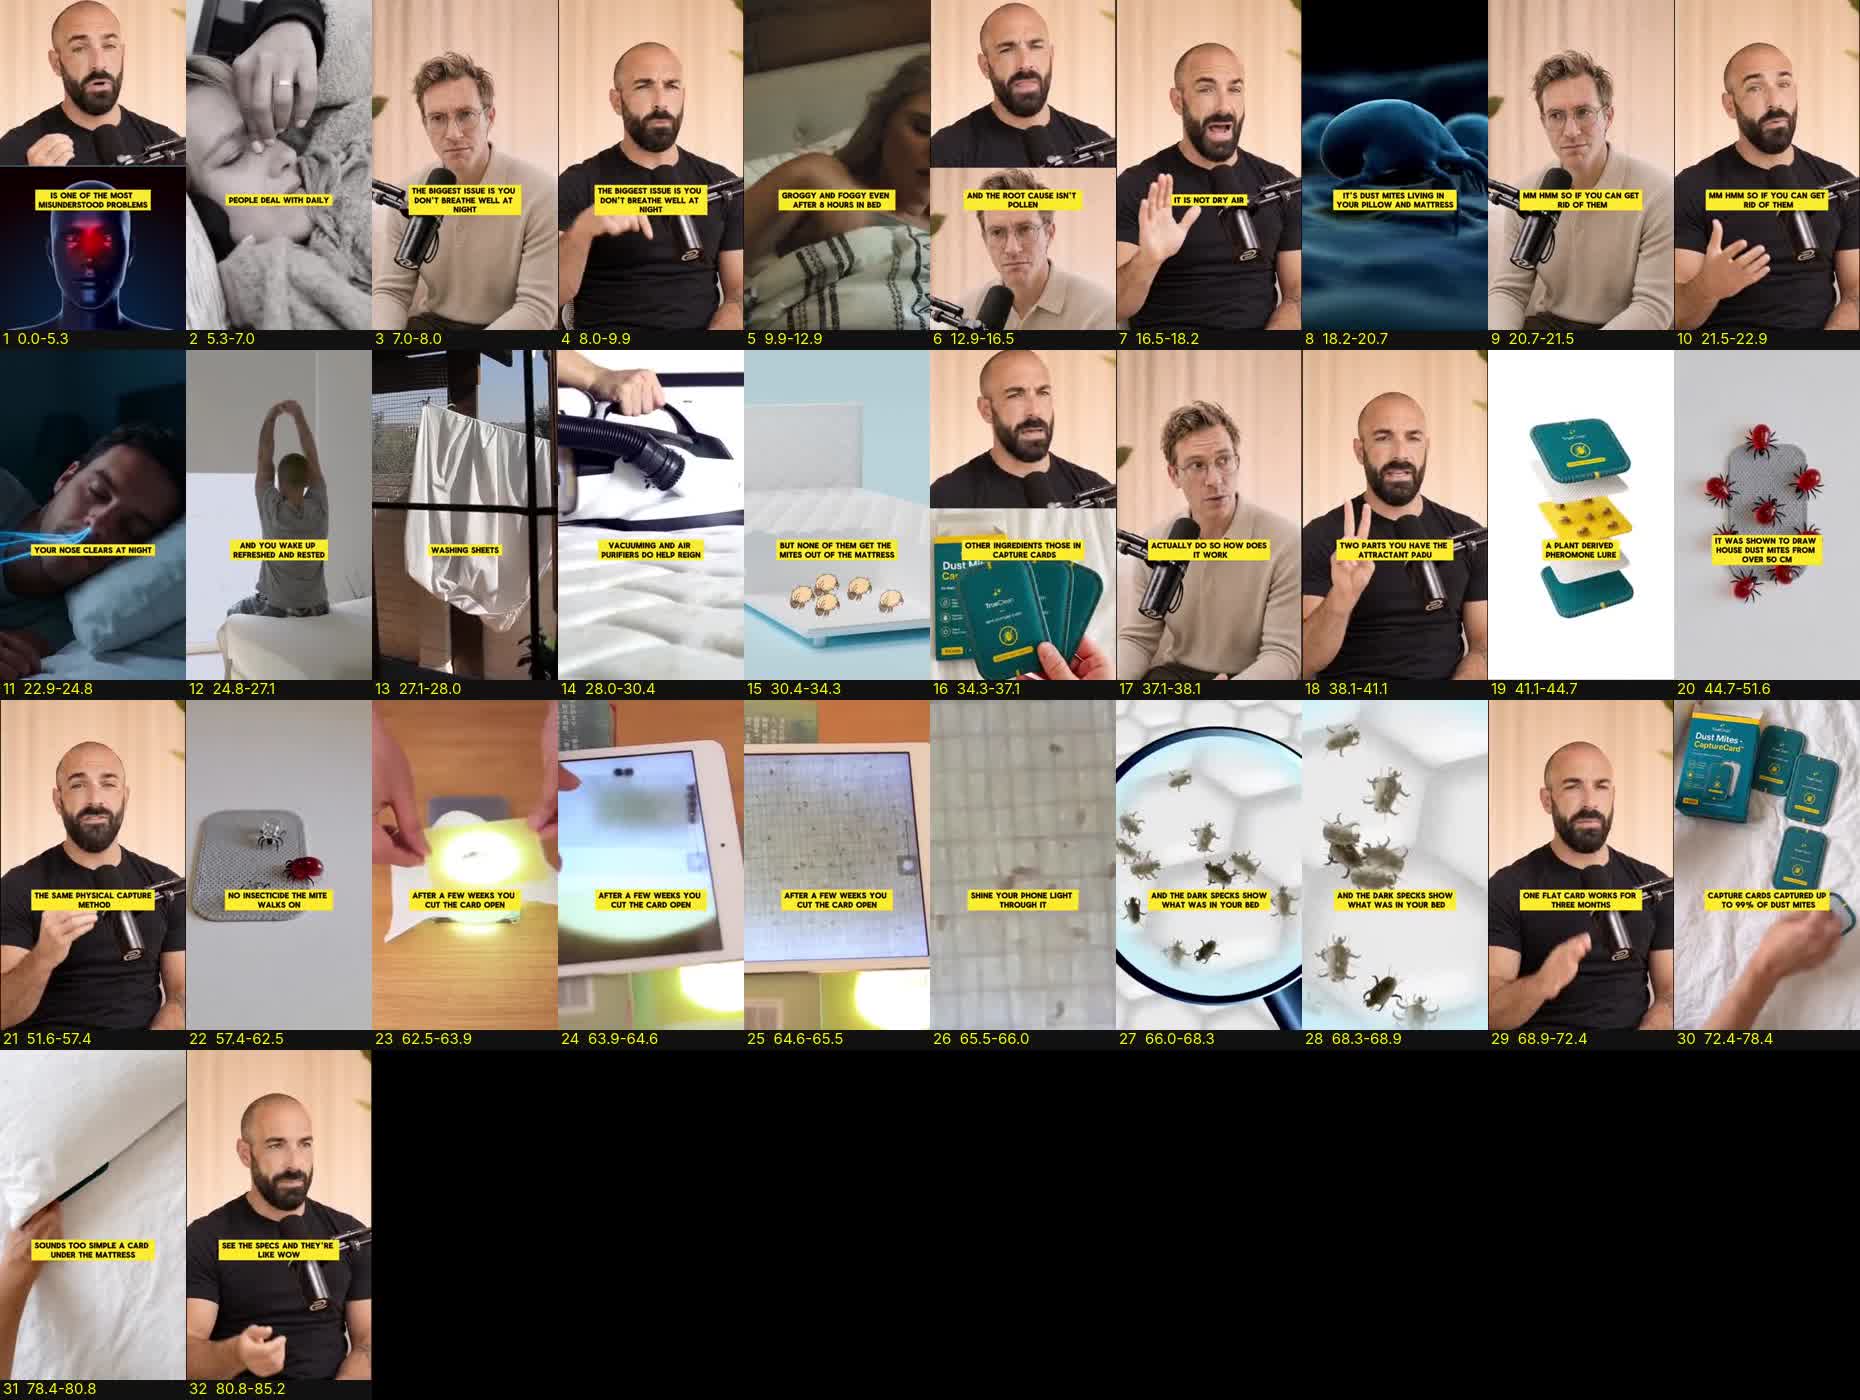 IS ONE OF THE MOST
MISUNDERSTOOD PROBLEMS
1 0.0-5.3
PEOPLE DEAL WITH DAILY
2 5.3-7.0
THE BIGGEST ISSUE IS YOU
DON'T BREATHE WELL AT
NIGHT
3 7.0-8.0
THE BIGGEST ISSUE IS YOU
DON'T BREATHE WELL AT
NIGHT
4 8.0-9.9
GROGGY AND FOGGY EVEN
AFTER 8 HOURS IN BED
5 9.9-12.9
AND THE ROOT CAUSE ISN'T
POLLEN
6 12.9-16.5
IT IS NOT DRY AIR
7 16.5-18.2
IT'S DUST MITES LIVING IN
YOUR PILLOW AND MATTRESS
8 18.2-20.7
MM HMM SO IF YOU CAN GET
RID OF THEM
9 20.7-21.5
MM HMM SO IF YOU CAN GET
RID OF THEM
10 21.5-22.9
YOUR NOSE CLEARS AT NIGHT
11 22.9-24.8
AND YOU WAKE UP
REFRESHED AND RESTED
12 24.8-27.1
WASHING SHEETS
13 27.1-28.0
VACUUMING AND AIR
PURIFIERS DO HELP REIGN
14 28.0-30.4
BUT NONE OF THEM GET THE
MITES OUT OF THE MATTRESS
15 30.4-34.3
OTHER INGREDIENTS THOSE IN
CAPTURE CARDS
Dust
TrueClean
16 34.3-37.1
ACTUALLY DO SO HOW DOES
IT WORK
17 37.1-38.1
TWO PARTS YOU HAVE THE
ATTRACTANT PADU
18 38.1-41.1
TrueClean
A PLANT DERIVED
PHEROMONE LURE
19 41.1-44.7
IT WAS SHOWN TO DRAW
HOUSE DUST MITES FROM
OVER 50 CM
20 44.7-51.6
THE SAME PHYSICAL CAPTURE
METHOD
21 51.6-57.4
NO INSECTICIDE THE MITE
WALKS ON
22 57.4-62.5
AFTER A FEW WEEKS YOU
CUT THE CARD OPEN
23 62.5-63.9
AFTER A FEW WEEKS YOU
CUT THE CARD OPEN
24 63.9-64.6
AFTER A FEW WEEKS YOU
CUT THE CARD OPEN
25 64.6-65.5
SHINE YOUR PHONE LIGHT
THROUGH IT
26 65.5-66.0
AND THE DARK SPECKS SHOW
WHAT WAS IN YOUR BED
27 66.0-68.3
AND THE DARK SPECKS SHOW
WHAT WAS IN YOUR BED
28 68.3-68.9
ONE FLAT CARD WORKS FOR
THREE MONTHS
29 68.9-72.4
Dust Mites -
CaptureCard
CAPTURE CARDS CAPTURED UP
TO 99% OF DUST MITES
30 72.4-78.4
SOUNDS TOO SIMPLE A CARD
UNDER THE MATTRESS
31 78.4-80.8
SEE THE SPECS AND THEY'RE
LIKE WOW
32 80.8-85.2